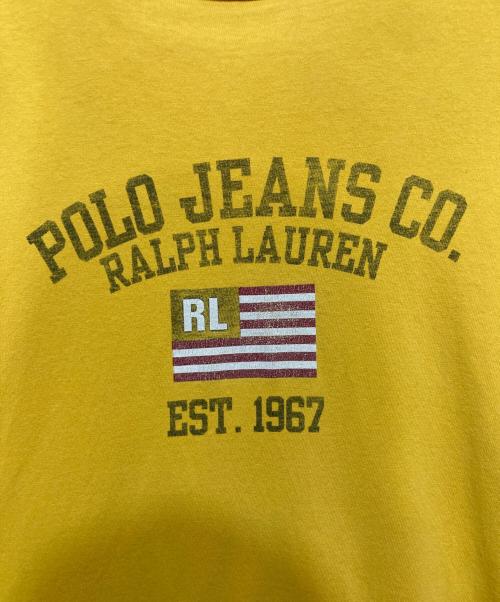 POLO JEANS CO.
RALPH LAUREN
RL
EST. 1967